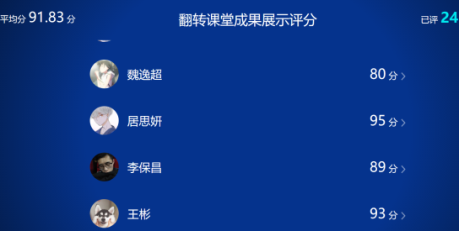 平均分 91.83 分 翻转课堂成果展示评分 已评 24
魏逸超 80 分 >
居思妍 95 分 >
李保昌 89 分 >
王彬 93 分 >